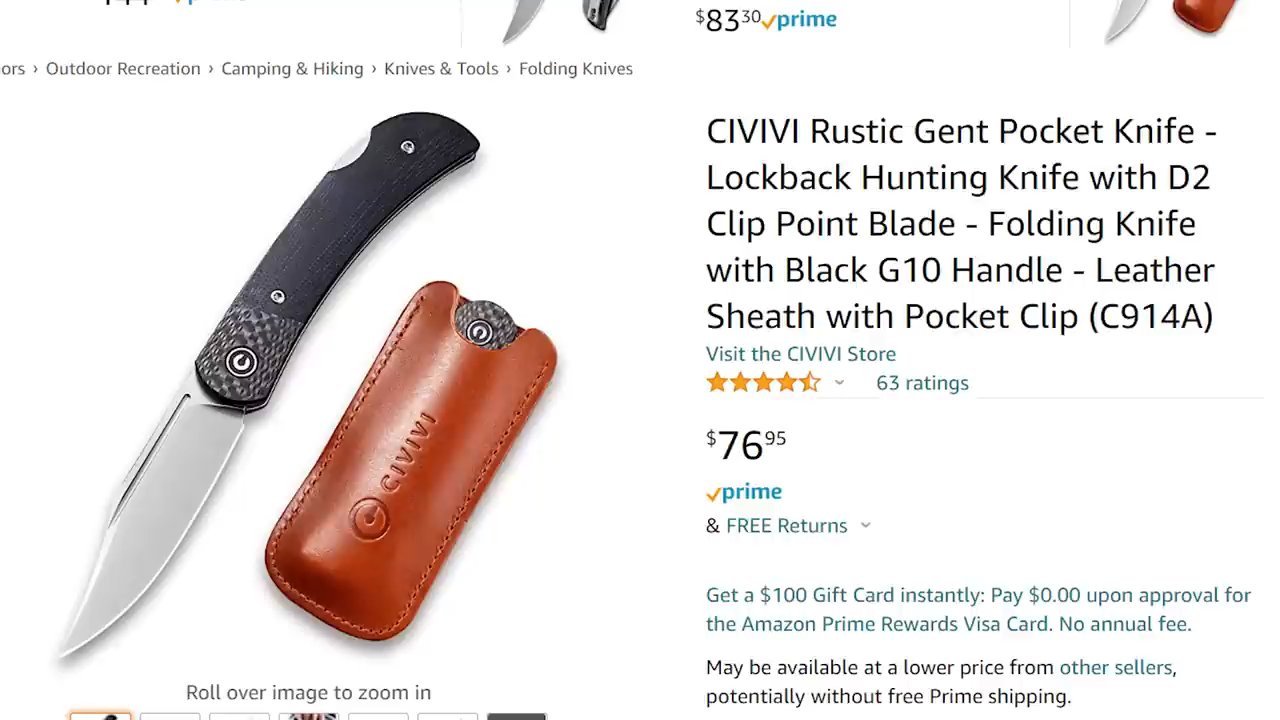 $83 30 prime
ors › Outdoor Recreation › Camping & Hiking › Knives & Tools › Folding Knives
CIVIVI Rustic Gent Pocket Knife -
Lockback Hunting Knife with D2
Clip Point Blade - Folding Knife
with Black G10 Handle - Leather
Sheath with Pocket Clip (C914A)
Visit the CIVIVI Store
63 ratings
$76 95
prime
& FREE Returns
Get a $100 Gift Card instantly: Pay $0.00 upon approval for
the Amazon Prime Rewards Visa Card. No annual fee.
May be available at a lower price from other sellers,
potentially without free Prime shipping.
CIVIVI
Roll over image to zoom in